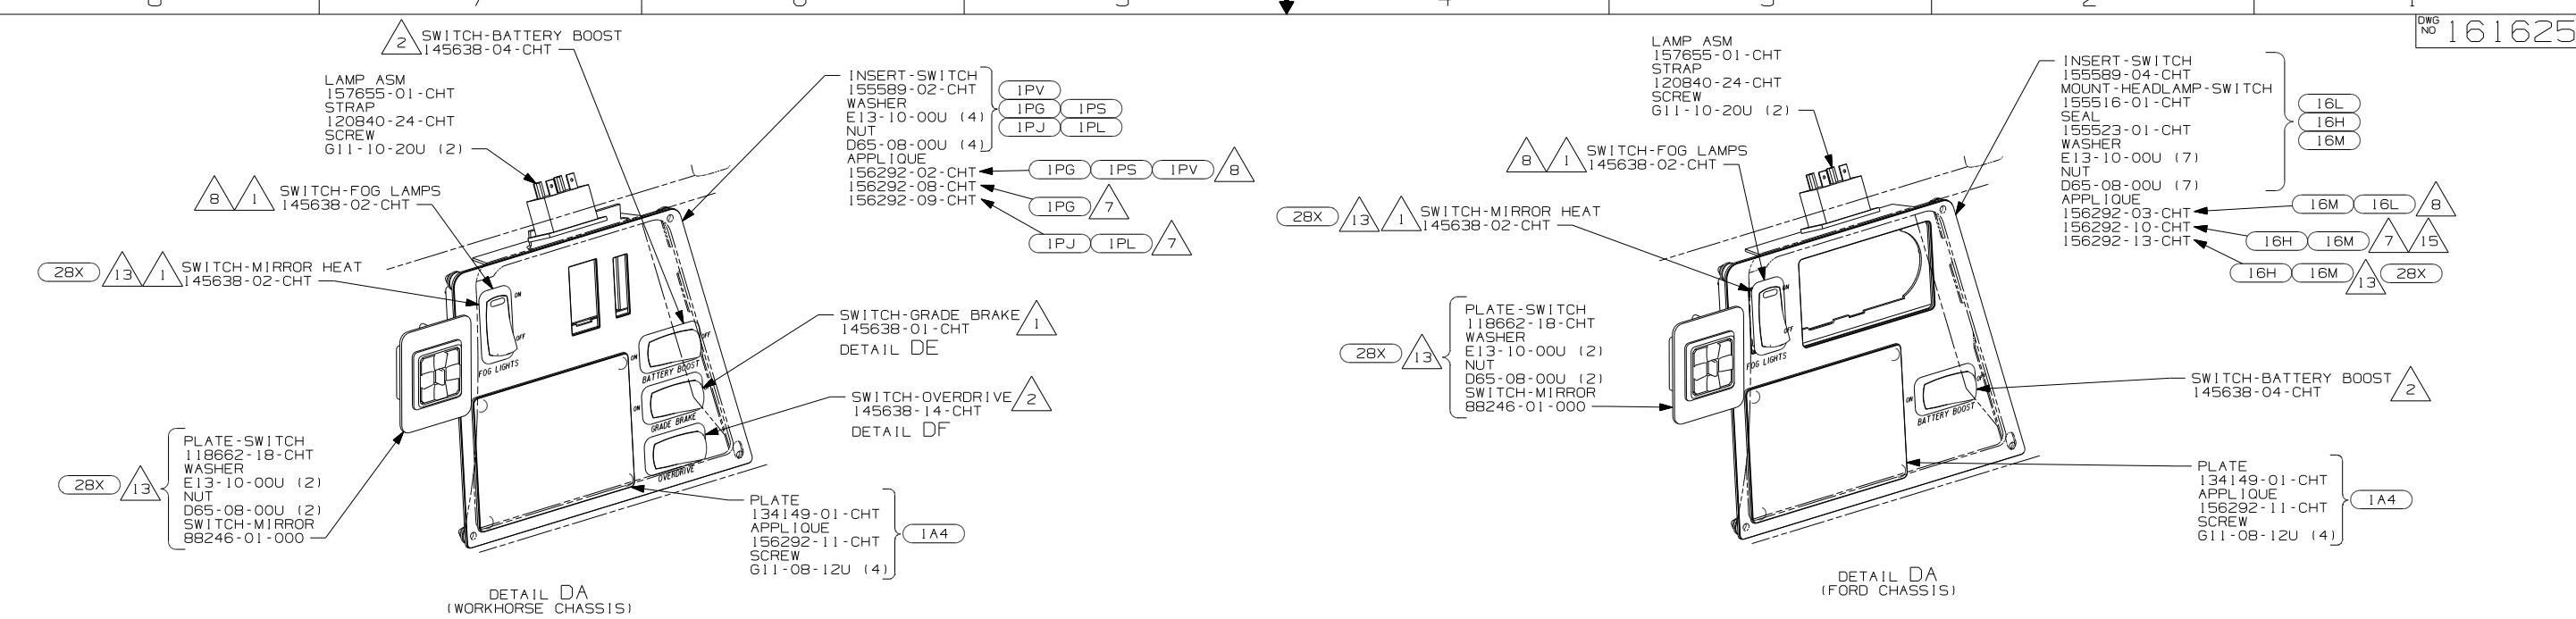 DWG
NO 161625
2
SWITCH-BATTERY BOOST
145638-04-CHT
LAMP ASM
157655-01-CHT
STRAP
120840-24-CHT
SCREW
G11-10-20U (2)
8 1
SWITCH-FOG LAMPS
145638-02-CHT
28X 13 1
SWITCH-MIRROR HEAT
145638-02-CHT
INSERT-SWITCH
155589-02-CHT
WASHER
E13-10-00U (4)
NUT
D65-08-00U (4)
1PV
1PG 1PS
1PJ 1PL
APPLIQUE
156292-02-CHT
156292-08-CHT
156292-09-CHT
1PG 1PS 1PV 8
1PG 7
1PJ 1PL 7
SWITCH-GRADE BRAKE 1
145638-01-CHT
DETAIL DE
SWITCH-OVERDRIVE 2
145638-14-CHT
DETAIL DF
ON
OFF
FOG LIGHTS
OFF
ON
BATTERY BOOST
ON
GRADE BRAKE
OVERDRIVE
28X 13
PLATE-SWITCH
118662-18-CHT
WASHER
E13-10-00U (2)
NUT
D65-08-00U (2)
SWITCH-MIRROR
88246-01-000
PLATE
134149-01-CHT
APPLIQUE
156292-11-CHT
SCREW
G11-08-12U (4)
1A4
DETAIL DA
(WORKHORSE CHASSIS)
LAMP ASM
157655-01-CHT
STRAP
120840-24-CHT
SCREW
G11-10-20U (2)
8 1
SWITCH-FOG LAMPS
145638-02-CHT
28X 13 1
SWITCH-MIRROR HEAT
145638-02-CHT
INSERT-SWITCH
155589-04-CHT
MOUNT-HEADLAMP-SWITCH
155516-01-CHT
SEAL
155523-01-CHT
WASHER
E13-10-00U (7)
NUT
D65-08-00U (7)
16L
16H
16M
APPLIQUE
156292-03-CHT
156292-10-CHT
156292-13-CHT
16M 16L 8
16H 16M 7 15
16H 16M 13 28X
28X 13
PLATE-SWITCH
118662-18-CHT
WASHER
E13-10-00U (2)
NUT
D65-08-00U (2)
SWITCH-MIRROR
88246-01-000
ON
OFF
FOG LIGHTS
ON
BATTERY BOOST
SWITCH-BATTERY BOOST 2
145638-04-CHT
PLATE
134149-01-CHT
APPLIQUE
156292-11-CHT
SCREW
G11-08-12U (4)
1A4
DETAIL DA
(FORD CHASSIS)